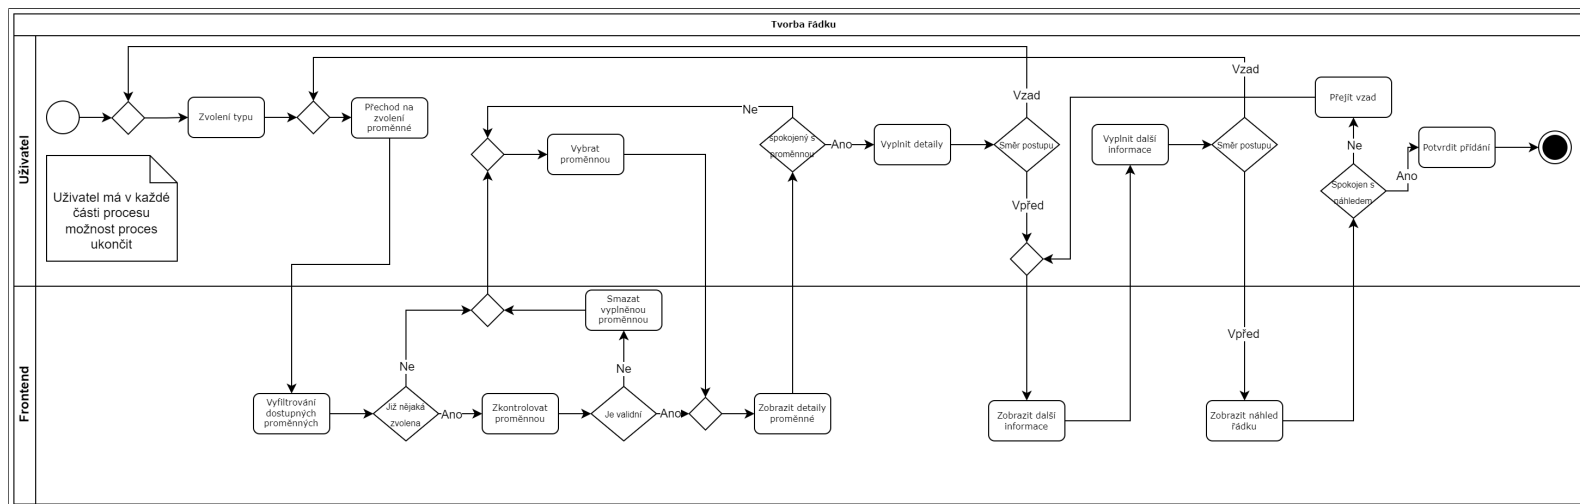 Tvorba řádku
Uživatel
Zvolení typu
Přechod na
zvolení
proměnné
Uživatel má v každé
části procesu
možnost proces
ukončit
Vybrat
proměnnou
Ne
spokojený s
proměnnou
Ano
Vyplnit detaily
Vzad
Směr postupu
Vpřed
Vyplnit další
informace
Vzad
Směr postupu
Přejít vzad
Ne
Spokojen s
náhledem
Ano
Potvrdit přidání
Frontend
Vyfiltrování
dostupných
proměnných
Již nějaká
zvolena
Ne
Ano
Zkontrolovat
proměnnou
Smazat
vyplněnou
proměnnou
Ne
Je validní
Ano
Zobrazit detaily
proměnné
Zobrazit další
informace
Vpřed
Zobrazit náhled
řádku